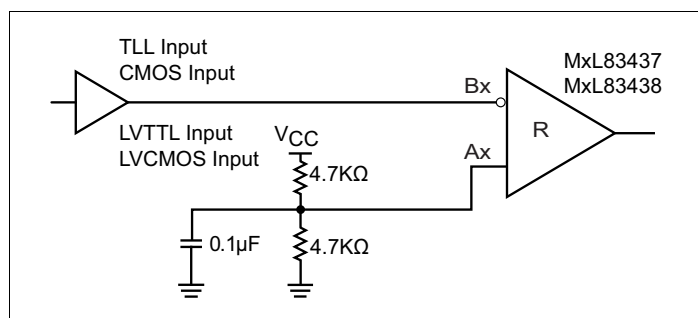 TLL Input
CMOS Input
LVTTL Input
LVCMOS Input
VCC
4.7KΩ
4.7KΩ
0.1µF
Bx
Ax
R
MxL83437
MxL83438